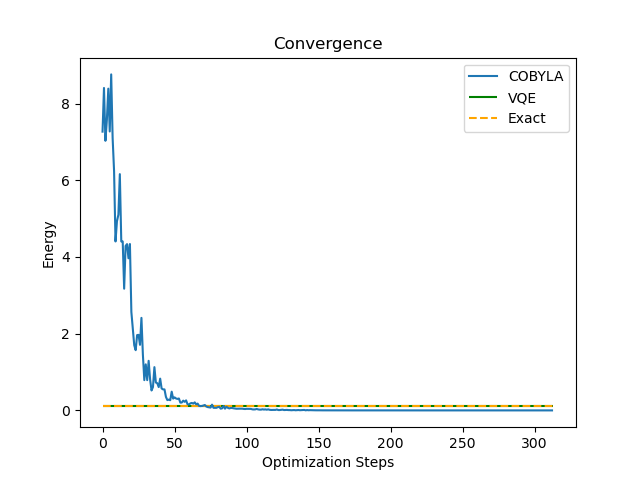 Convergence
COBYLA
VQE
Exact
Energy
8
6
4
2
0
0 50 100 150 200 250 300
Optimization Steps